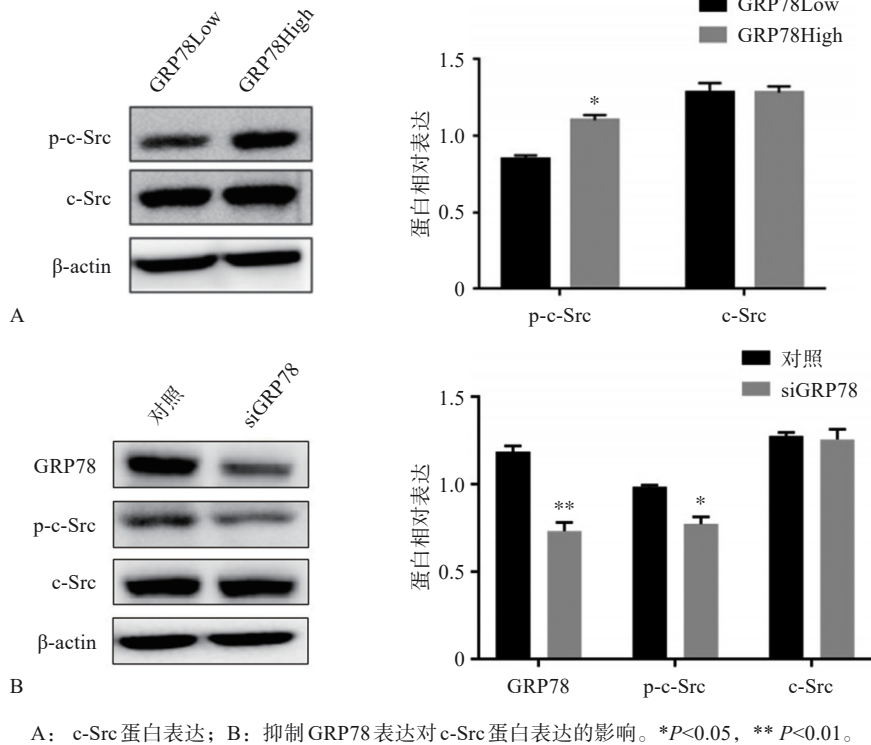 GRP78Low
GRP78High
p-c-Src
c-Src
β-actin
A
GRP78Low
GRP78High
蛋白相对表达
1.5
1.0
0.5
0
*
p-c-Src
c-Src
对照
siGRP78
GRP78
p-c-Src
c-Src
β-actin
B
对照
siGRP78
蛋白相对表达
1.5
1.0
0.5
0
**
*
GRP78
p-c-Src
c-Src
A： c-Src蛋白表达；B：抑制GRP78表达对c-Src蛋白表达的影响。*P<0.05，** P<0.01。